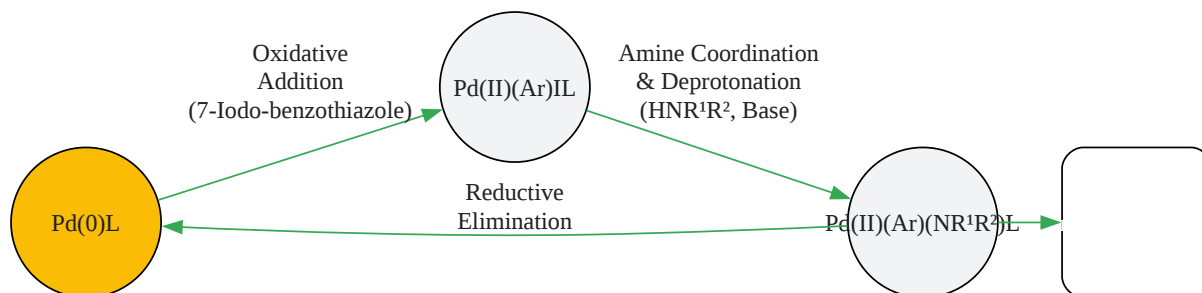 Oxidative
Addition
(7-Iodo-benzothiazole)
Pd(II)(Ar)IL
Amine Coordination
& Deprotonation
(HNR¹R², Base)
Pd(0)L
Reductive
Elimination
Pd(II)(Ar)(NR¹R²)L